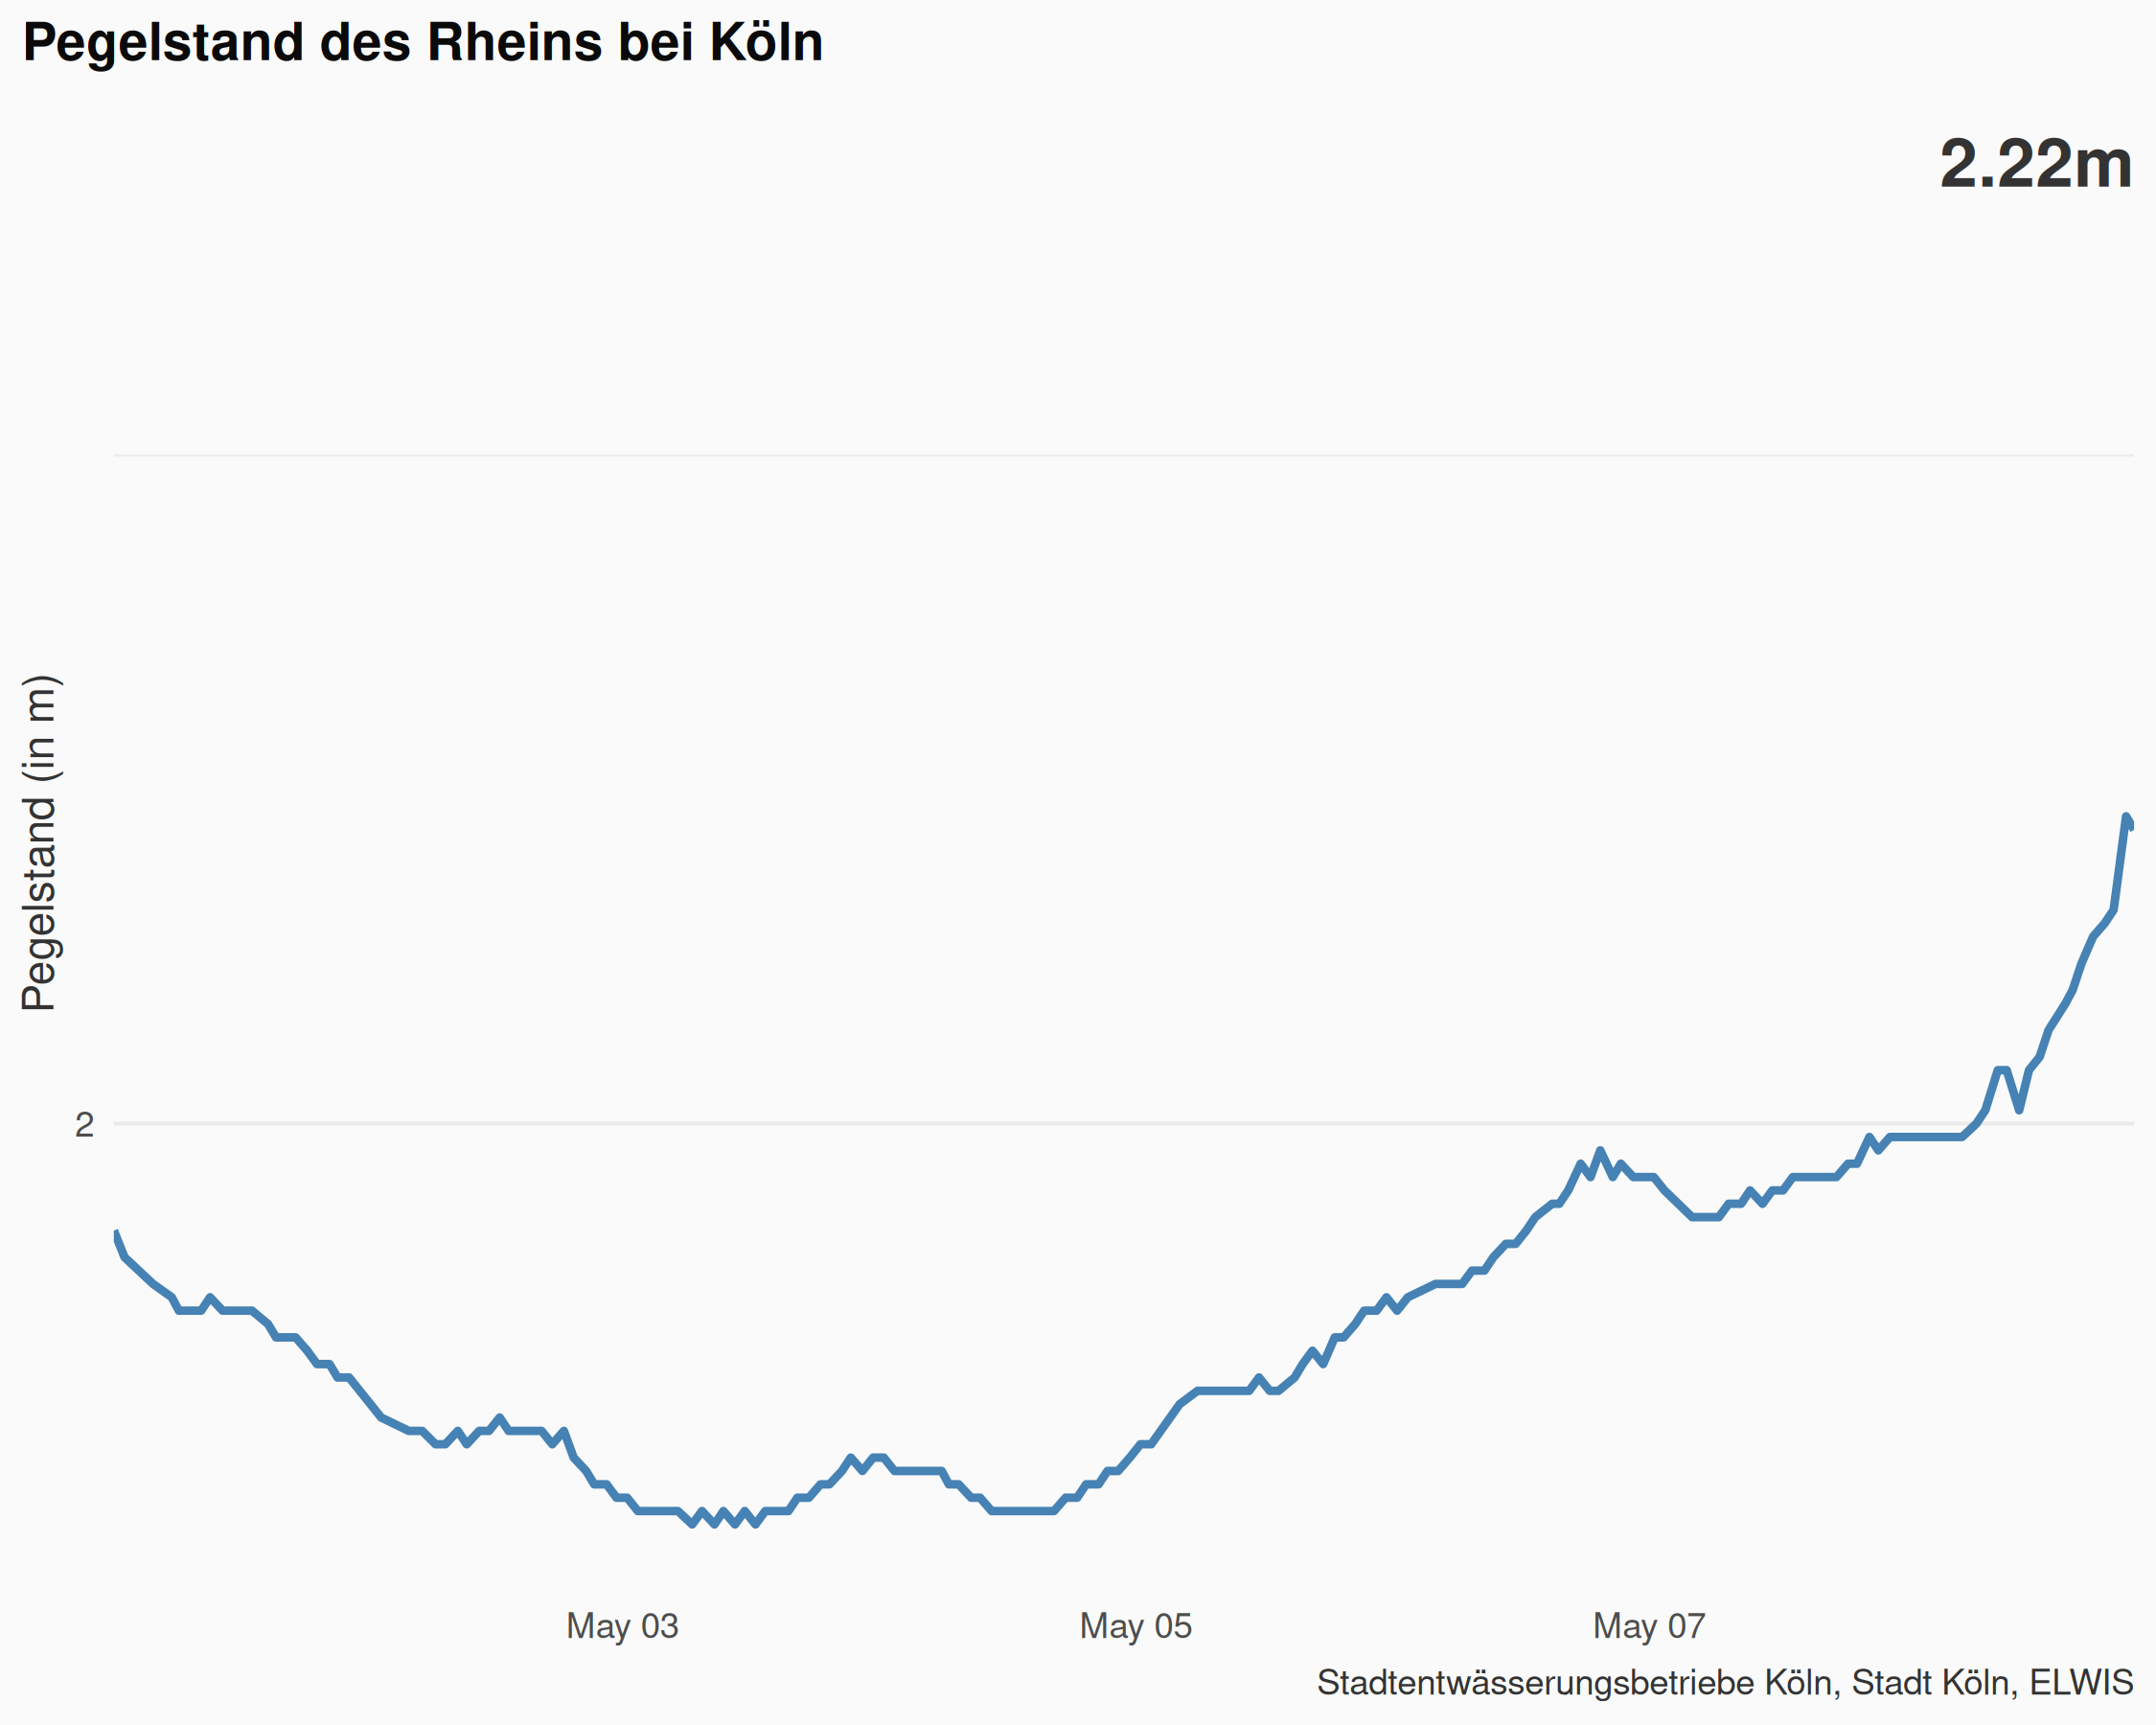 Pegelstand des Rheins bei Köln
2.22m
Pegelstand (in m)
2
May 03
May 05
May 07
Stadtentwässerungsbetriebe Köln, Stadt Köln, ELWIS